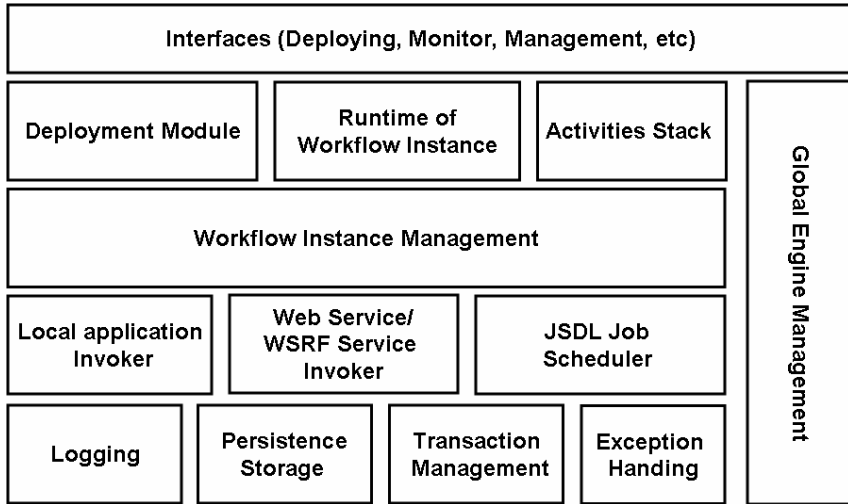 Interfaces (Deploying, Monitor, Management, etc)
Deployment Module
Runtime of
Workflow Instance
Activities Stack
Global Engine Management
Workflow Instance Management
Local application
Invoker
Web Service/
WSRF Service
Invoker
JSDL Job
Scheduler
Logging
Persistence
Storage
Transaction
Management
Exception
Handing